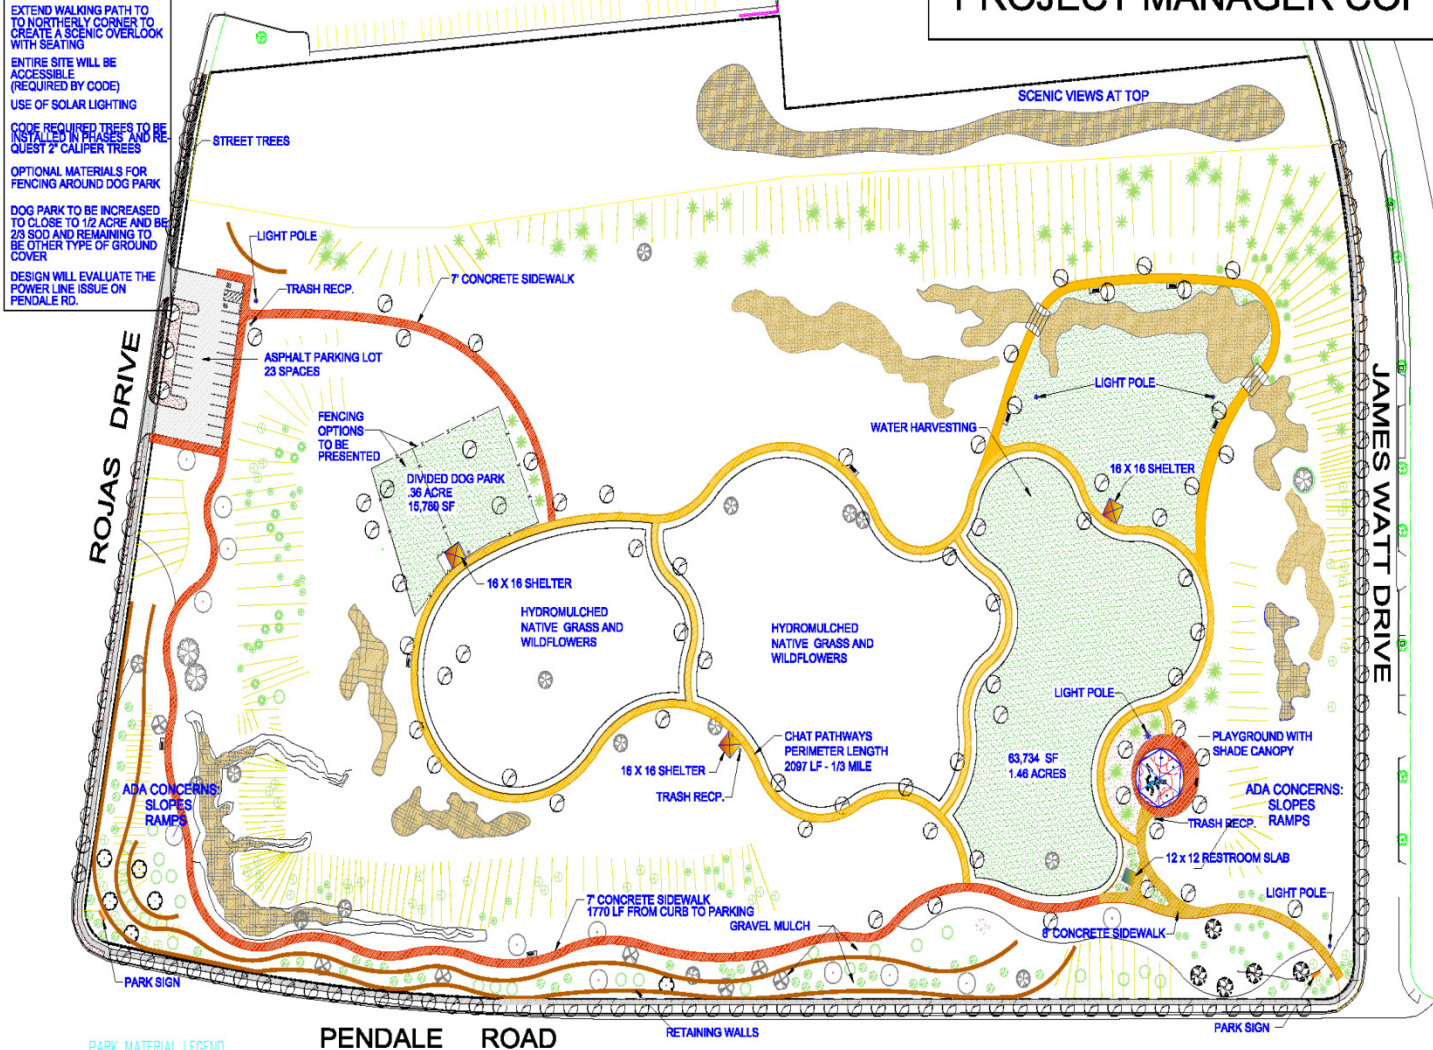 EXTEND WALKING PATH TO
TO NORTHERLY CORNER TO
CREATE A SCENIC OVERLOOK
WITH SEATING
ENTIRE SITE WILL BE
ACCESSIBLE
(REQUIRED BY CODE)
USE OF SOLAR LIGHTING
CODE REQUIRED TREES TO BE
INSTALLED IN PHASES AND RE-
QUEST 2" CALIPER TREES
OPTIONAL MATERIALS FOR
FENCING AROUND DOG PARK
DOG PARK TO BE INCREASED
TO CLOSE TO 1/2 ACRE AND BE
2/3 SOD AND REMAINING TO
BE OTHER TYPE OF GROUND
COVER
DESIGN WILL EVALUATE THE
POWER LINE ISSUE ON
PENDALE RD.
PROJECT MANAGER COP
SCENIC VIEWS AT TOP
STREET TREES
LIGHT POLE
TRASH RECP.
7' CONCRETE SIDEWALK
ASPHALT PARKING LOT
23 SPACES
ROJAS DRIVE
FENCING
OPTIONS
TO BE
PRESENTED
DIVIDED DOG PARK
.36 ACRE
15,780 SF
16 X 16 SHELTER
LIGHT POLE
WATER HARVESTING
16 X 16 SHELTER
JAMES WATT DRIVE
HYDROMULCHED
NATIVE GRASS AND
WILDFLOWERS
HYDROMULCHED
NATIVE GRASS AND
WILDFLOWERS
LIGHT POLE
CHAT PATHWAYS
PERIMETER LENGTH
2097 LF - 1/3 MILE
16 X 16 SHELTER
TRASH RECP.
63,734 SF
1.46 ACRES
PLAYGROUND WITH
SHADE CANOPY
ADA CONCERNS:
SLOPES
RAMPS
ADA CONCERNS:
SLOPES
RAMPS
TRASH RECP.
12 x 12 RESTROOM SLAB
LIGHT POLE
7' CONCRETE SIDEWALK
1770 LF FROM CURB TO PARKING
GRAVEL MULCH
8' CONCRETE SIDEWALK
PARK SIGN
RETAINING WALLS
PARK SIGN
PENDALE ROAD
PARK MATERIAL LEGEND